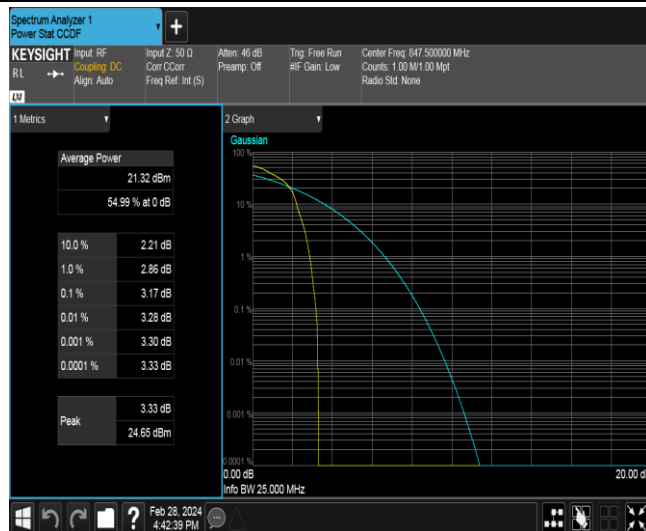 Spectrum Analyzer 1
Power Stat CCDF
KEYSIGHT
RL
Input: RF
Coupling: DC
Align: Auto
Input Z: 50 Ω
Corr CCorr
Freq Ref: Int (S)
Atten: 46 dB
Preamp: Off
Trig: Free Run
#IF Gain: Low
Center Freq: 847.500000 MHz
Counts: 1.00 M/1.00 Mpt
Radio Std: None
1 Metrics
Average Power
21.32 dBm
54.99 % at 0 dB
10.0 % 2.21 dB
1.0 % 2.86 dB
0.1 % 3.17 dB
0.01 % 3.28 dB
0.001 % 3.30 dB
0.0001 % 3.33 dB
Peak
3.33 dB
24.65 dBm
2 Graph
Gaussian
100 %
10 %
1 %
0.1 %
0.01 %
0.001 %
0.0001 %
0.00 dB
20.00 d
Info BW 25.000 MHz
?
Feb 28, 2024
4:42:39 PM